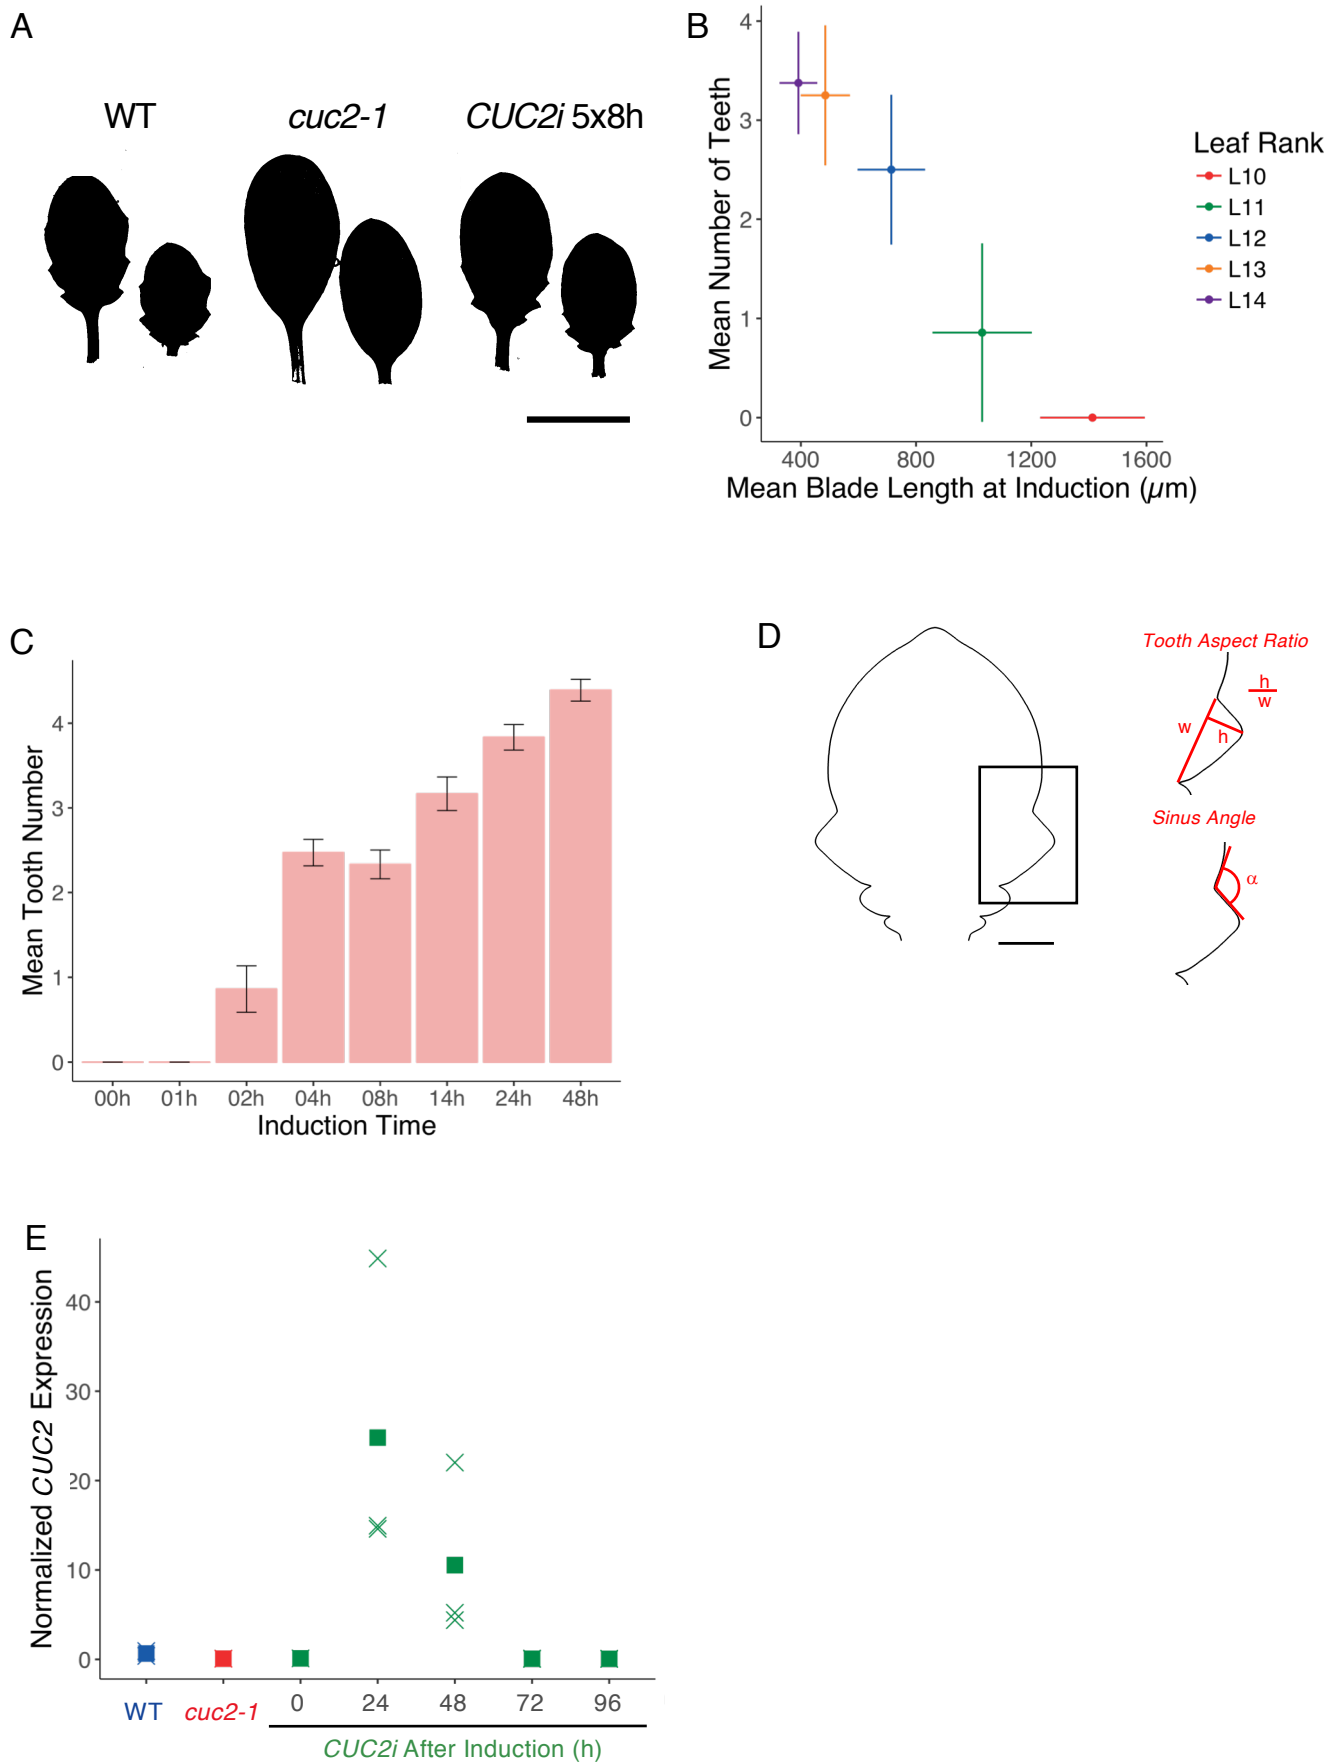 A
WT
cuc2-1
CUC2i 5x8h
B
Mean Number of Teeth
4
3
2
1
0
400 800 1200 1600
Mean Blade Length at Induction (µm)
Leaf Rank
L10
L11
L12
L13
L14
C
Mean Tooth Number
4
3
2
1
0
00h 01h 02h 04h 08h 14h 24h 48h
Induction Time
D
Tooth Aspect Ratio
h
w
w
h
Sinus Angle
α
E
Normalized CUC2 Expression
40
30
20
10
0
WT cuc2-1 0 24 48 72 96
CUC2i After Induction (h)